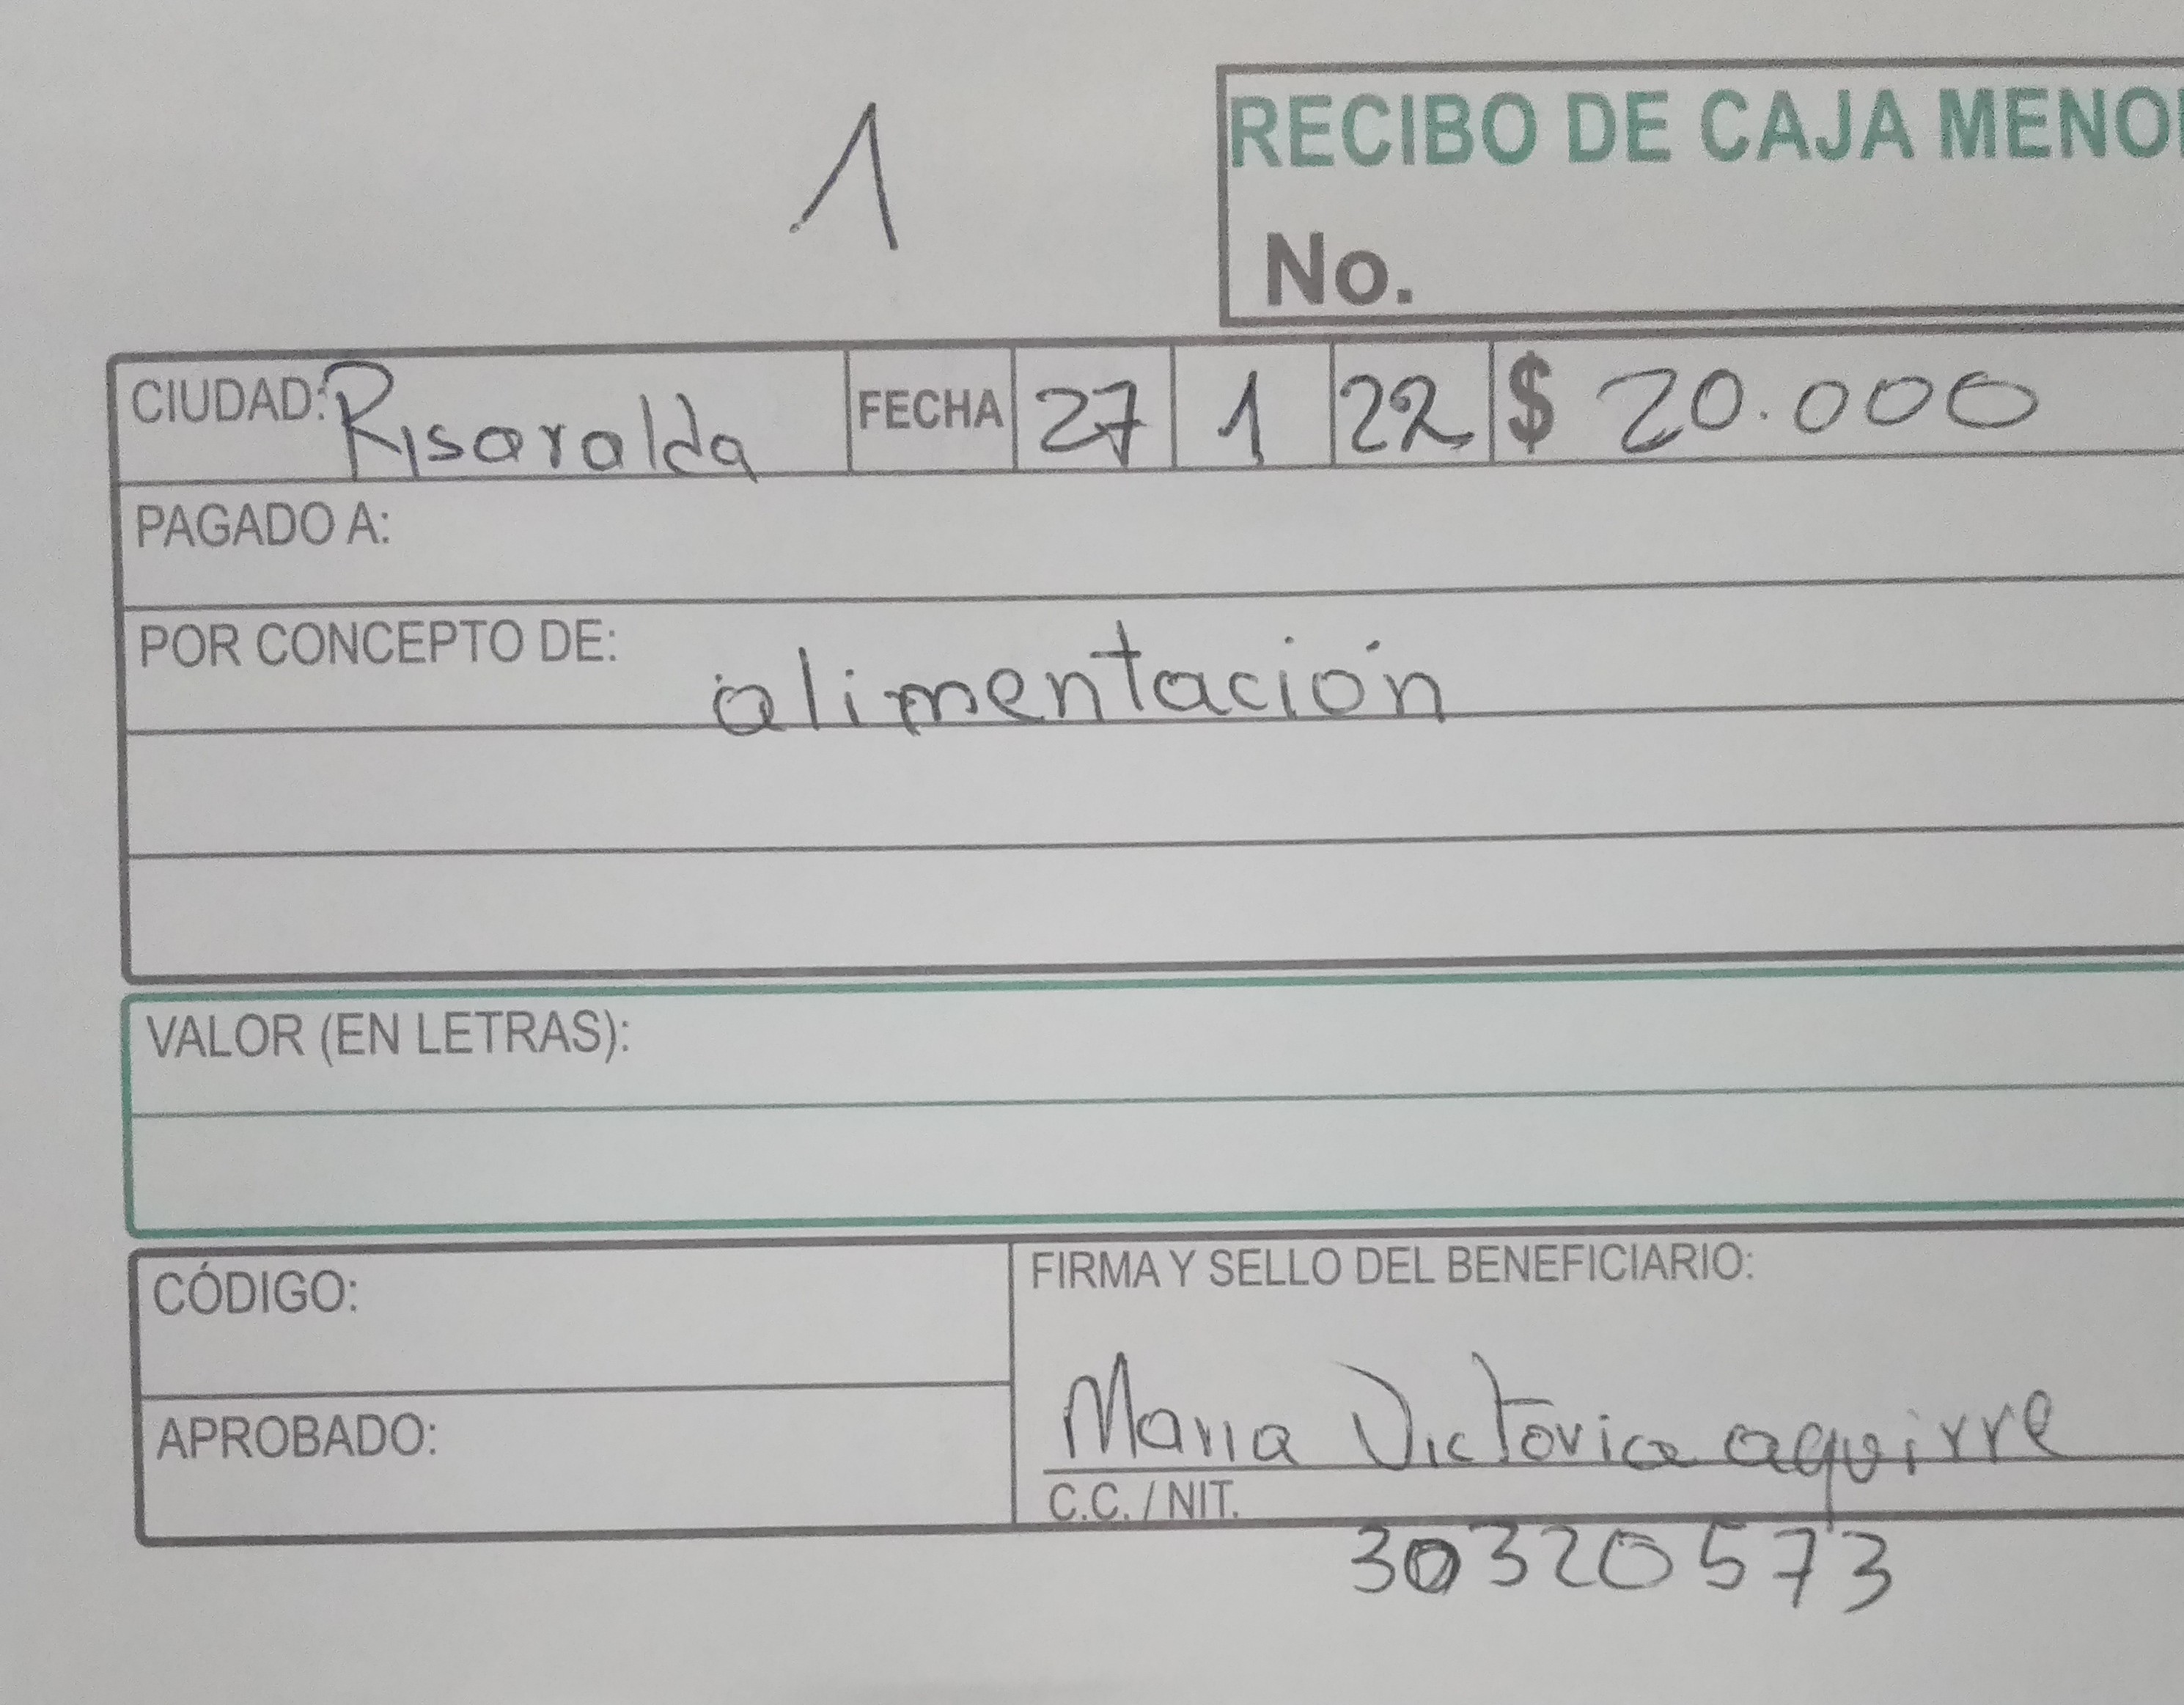 1
RECIBO DE CAJA MENO
No.
CIUDAD: Risaralda FECHA 27 1 22 $ 20.000
PAGADO A:
POR CONCEPTO DE: alimentación
VALOR (EN LETRAS):
CÓDIGO:
FIRMA Y SELLO DEL BENEFICIARIO:
APROBADO:
Maria Victoria aguirre
C.C. / NIT.
30320573